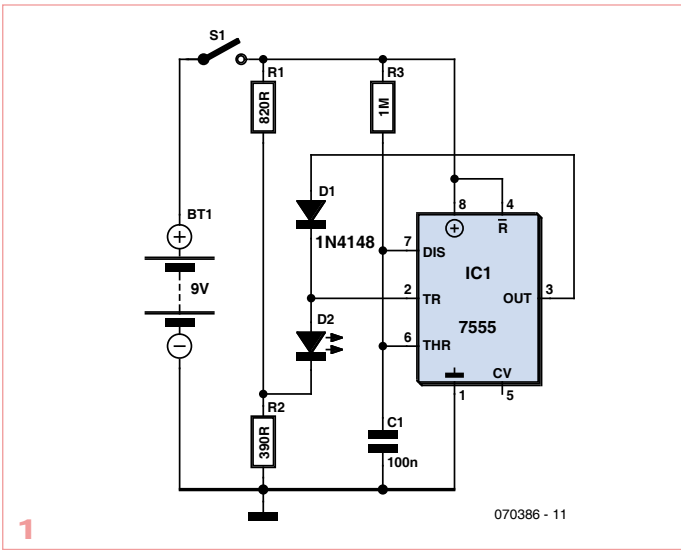 S1
R1
820R
R3
1M
D1
1N4148
BT1
9V
D2
R2
390R
C1
100n
8
4
R̅
7
DIS
IC1
2
TR
OUT
3
7555
6
THR
CV
1
5
070386 - 11
1